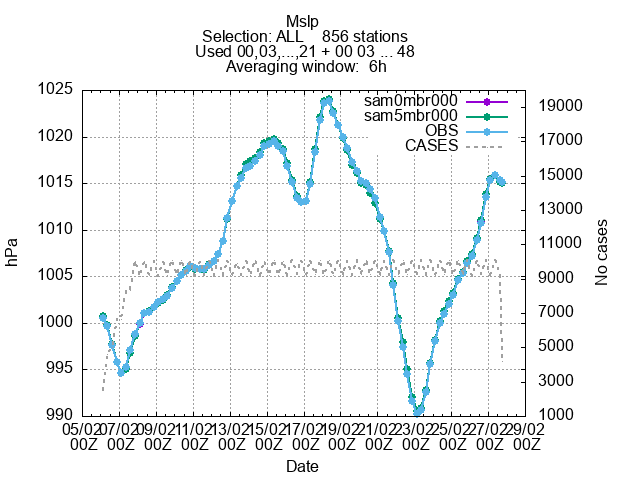 Mslp
Selection: ALL 856 stations
Used 00,03,...,21 + 00 03 ... 48
Averaging window: 6h
sam0mbr000
sam5mbr000
OBS
CASES
1025
1020
1015
1010
1005
1000
995
990
hPa
19000
17000
15000
13000
11000
9000
7000
5000
3000
1000
No cases
05/02 07/02 09/02 11/02 13/02 15/02 17/02 19/02 21/02 23/02 25/02 27/02 29/02
00Z 00Z 00Z 00Z 00Z 00Z 00Z 00Z 00Z 00Z 00Z 00Z 00Z
Date